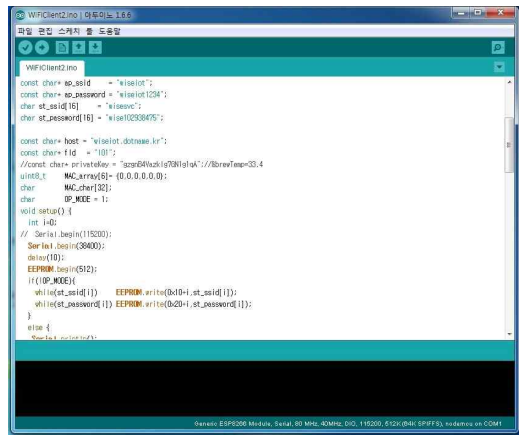 WiFiClient2.ino | 아두이노 1.6.6
파일 편집 스케치 툴 도움말
WiFiClient2.ino
const char* ap_ssid = "wiseiot";
const char* ap_password = "wiseiot1234";
char st_ssid[16] = "misesvc";
char st_password[16] = "wise102938475";
const char* host = "wiseiot.dotname.kr";
const char* fId = "101";
//const char* privateKey = "gzgnB4VazkIg76N1g1qA";//&brewTemp=33.4
uint8_t MAC_array[6]= {0,0,0,0,0,0};
char MAC_char[32];
char OP_MODE = 1;
void setup() {
int i=0;
// Serial.begin(115200);
Serial.begin(38400);
delay(10);
EEPROM.begin(512);
if(!OP_MODE){
while(st_ssid[i]) EEPROM.write(0x10+i,st_ssid[i]);
while(st_password[i]) EEPROM.write(0x20+i,st_password[i]);
}
else {
Serial.println();
Generic ESP8266 Module, Serial, 80 MHz, 40MHz, DIO, 115200, 512K (64K SPIFFS), nodemcu on COM1